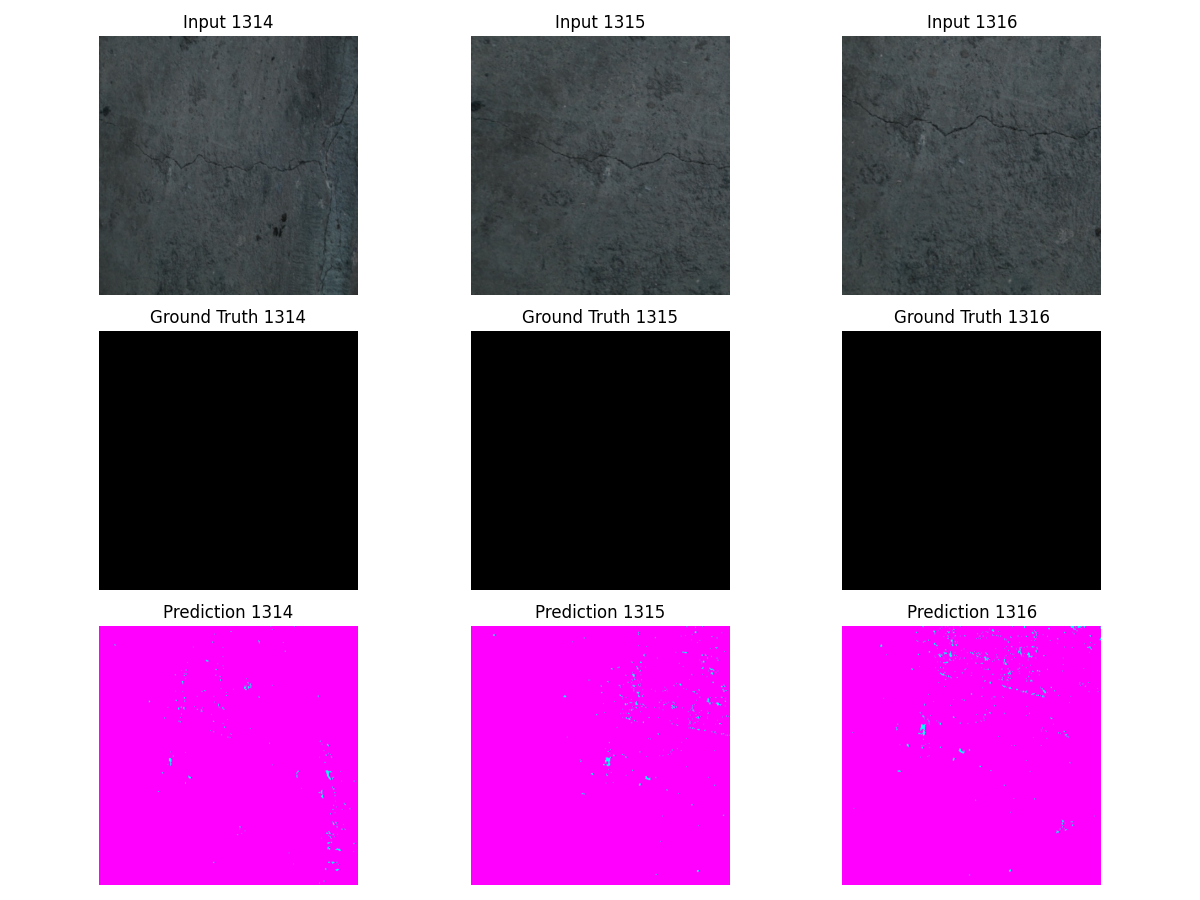 Input 1314
Input 1315
Input 1316
Ground Truth 1314
Ground Truth 1315
Ground Truth 1316
Prediction 1314
Prediction 1315
Prediction 1316